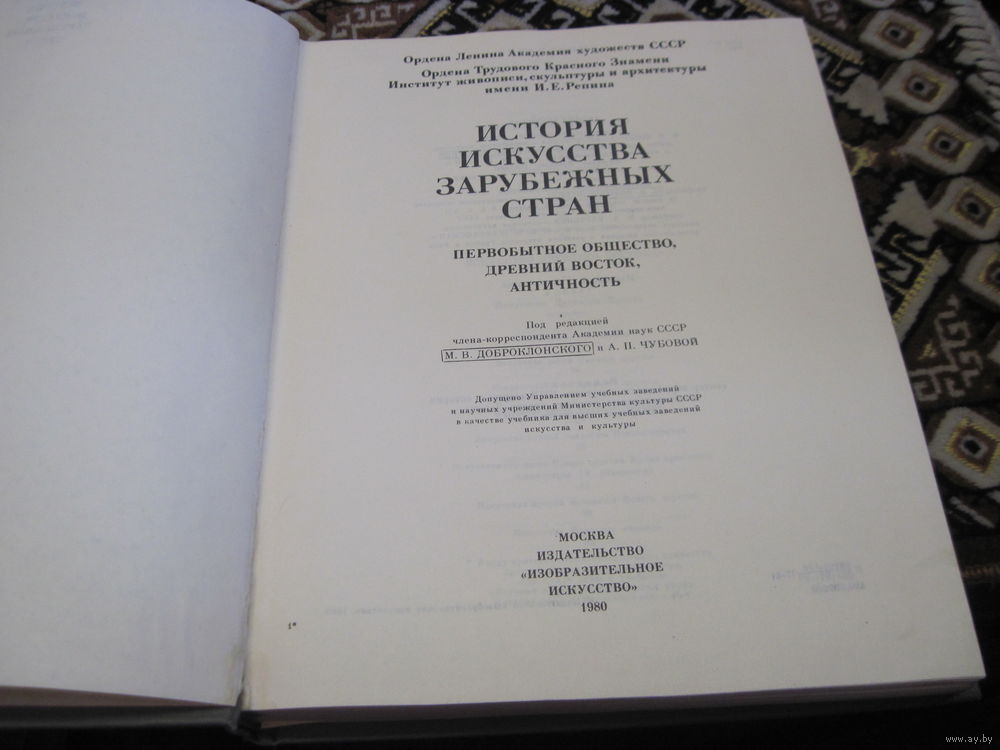 Ордена Ленина Академия художеств СССР
Ордена Трудового Красного Знамени
Институт живописи, скульптуры и архитектуры
имени И. Е. Репина
ИСТОРИЯ
ИСКУССТВА
ЗАРУБЕЖНЫХ
СТРАН
ПЕРВОБЫТНОЕ ОБЩЕСТВО,
ДРЕВНИЙ ВОСТОК,
АНТИЧНОСТЬ
Под редакцией
члена-корреспондента Академии наук СССР
М. В. ДОБРОКЛОНСКОГО и А. П. ЧУБОВОЙ
Допущено Управлением учебных заведений
и научных учреждений Министерства культуры СССР
в качестве учебника для высших учебных заведений
искусства и культуры
МОСКВА
ИЗДАТЕЛЬСТВО
«ИЗОБРАЗИТЕЛЬНОЕ
ИСКУССТВО»
1980
1*
www.ay.by